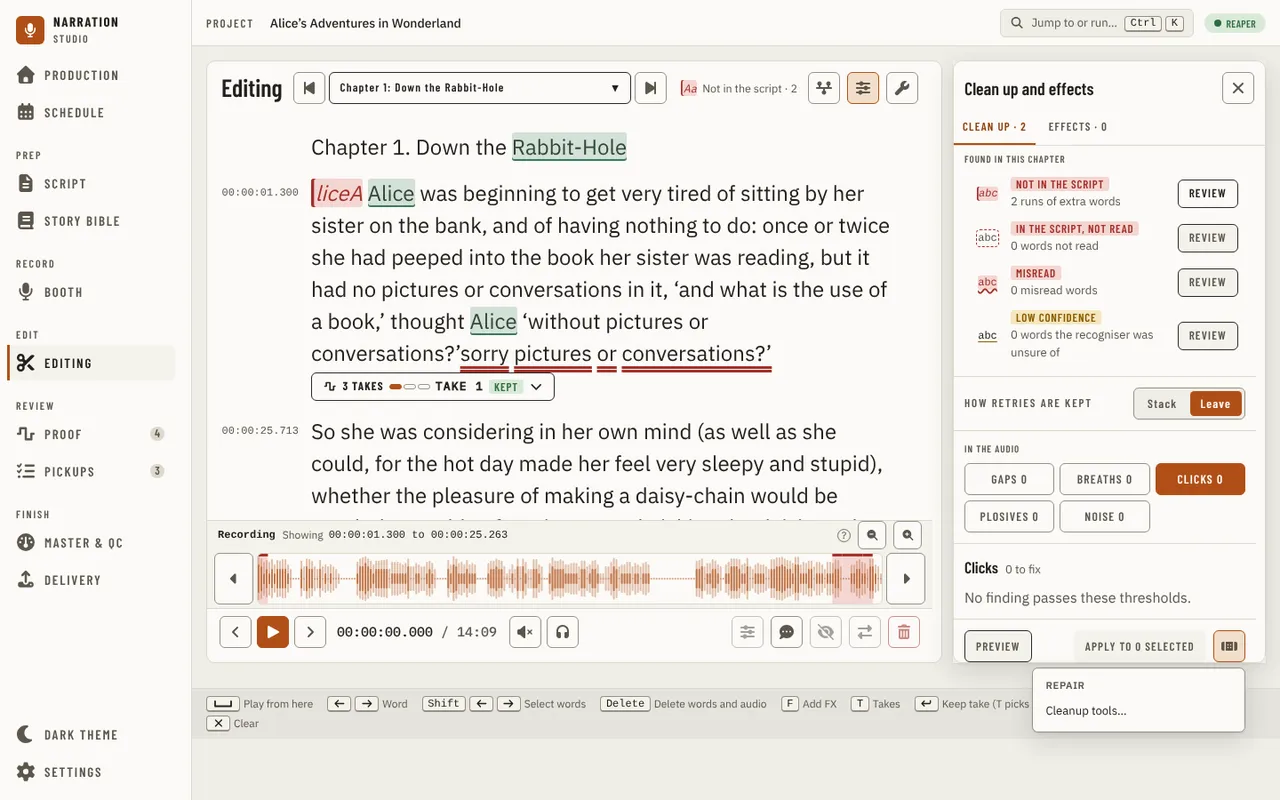 NARRATION
STUDIO
PRODUCTION
SCHEDULE
PREP
SCRIPT
STORY BIBLE
RECORD
BOOTH
EDIT
EDITING
REVIEW
PROOF 4
PICKUPS 3
FINISH
MASTER & QC
DELIVERY
DARK THEME
SETTINGS
PROJECT Alice’s Adventures in Wonderland
Jump to or run... Ctrl K
REAPER
Editing
Chapter 1: Down the Rabbit-Hole
Aa Not in the script · 2
Chapter 1. Down the Rabbit-Hole
00:00:01.300 liceA Alice was beginning to get very tired of sitting by her
sister on the bank, and of having nothing to do: once or twice
she had peeped into the book her sister was reading, but it
had no pictures or conversations in it, ‘and what is the use of
a book,’ thought Alice ‘without pictures or
conversations?’sorry pictures or conversations?’
3 TAKES TAKE 1 KEPT
00:00:25.713 So she was considering in her own mind (as well as she
could, for the hot day made her feel very sleepy and stupid),
whether the pleasure of making a daisy-chain would be
Recording Showing 00:00:01.300 to 00:00:25.263
?
00:00:00.000 / 14:09
Clean up and effects
CLEAN UP · 2 EFFECTS · 0
FOUND IN THIS CHAPTER
abc NOT IN THE SCRIPT
2 runs of extra words
REVIEW
abc IN THE SCRIPT, NOT READ
0 words not read
REVIEW
abc MISREAD
0 misread words
REVIEW
abc LOW CONFIDENCE
0 words the recogniser was
unsure of
REVIEW
HOW RETRIES ARE KEPT Stack Leave
IN THE AUDIO
GAPS 0 BREATHS 0 CLICKS 0
PLOSIVES 0 NOISE 0
Clicks 0 to fix
No finding passes these thresholds.
PREVIEW APPLY TO 0 SELECTED
REPAIR
Cleanup tools...
Play from here ← → Word Shift ← → Select words Delete Delete words and audio F Add FX T Takes ↵ Keep take (T picks
✕ Clear